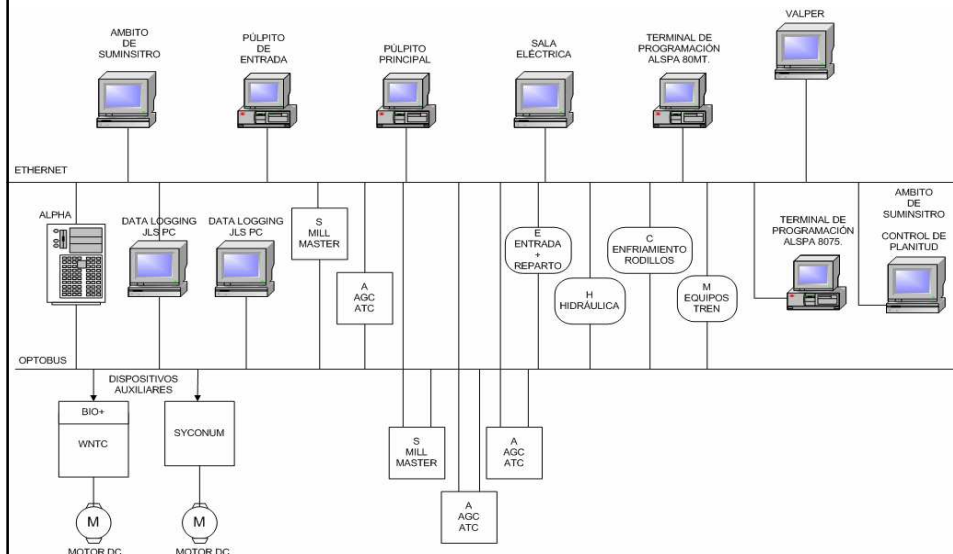 VALPER
AMBITO
DE
SUMINSITRO
PÚLPITO
DE
ENTRADA
PÚLPITO
PRINCIPAL
SALA
ELÉCTRICA
TERMINAL DE
PROGRAMACIÓN
ALSPA 80MT.
ETHERNET
ALPHA
DATA LOGGING
JLS PC
DATA LOGGING
JLS PC
S
MILL
MASTER
A
AGC
ATC
E
ENTRADA
+
REPARTO
H
HIDRÁULICA
C
ENFRIAMIENTO
RODILLOS
M
EQUIPOS
TREN
TERMINAL DE
PROGRAMACIÓN
ALSPA 8075.
AMBITO
DE
SUMINSITRO
CONTROL DE
PLANITUD
OPTOBUS
DISPOSITIVOS
AUXILIARES
BIO+
WNTC
SYCONUM
S
MILL
MASTER
A
AGC
ATC
A
AGC
ATC
M
MOTOR DC
M
MOTOR DC